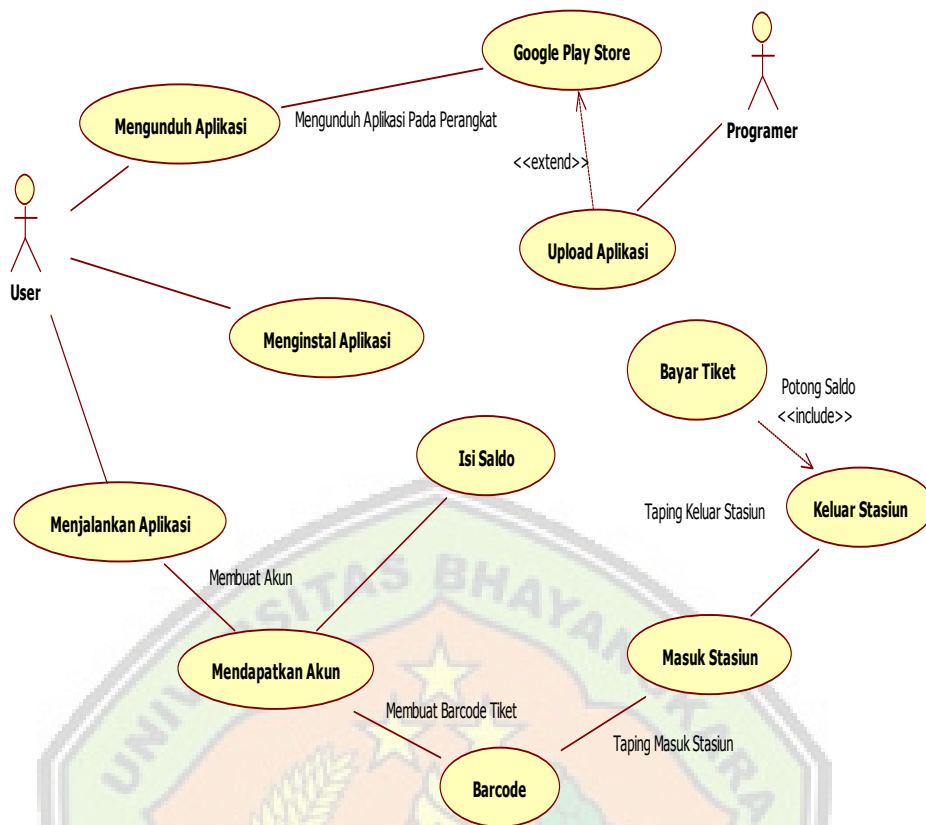 Google Play Store
Programer
Mengunduh Aplikasi
Mengunduh Aplikasi Pada Perangkat
<<extend>>
Upload Aplikasi
User
Menginstal Aplikasi
Bayar Tiket
Potong Saldo
<<include>>
Isi Saldo
Menjalankan Aplikasi
Taping Keluar Stasiun
Keluar Stasiun
Membuat Akun
Mendapatkan Akun
Masuk Stasiun
Membuat Barcode Tiket
Taping Masuk Stasiun
Barcode
UNIVERSITAS BHAYANGKARA